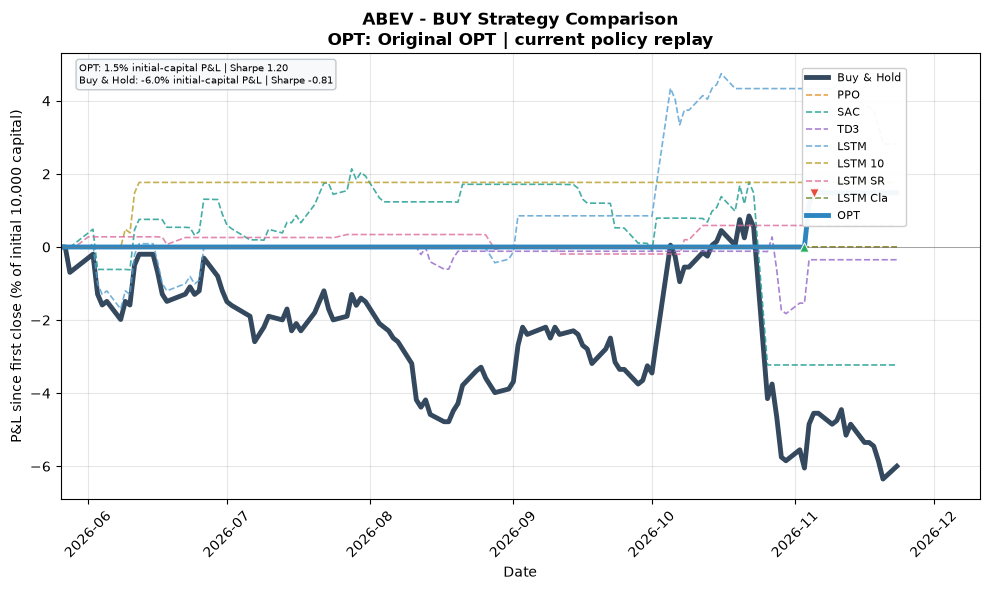 ABEV - BUY Strategy Comparison
OPT: Original OPT | current policy replay
OPT: 1.5% initial-capital P&L | Sharpe 1.20
Buy & Hold: -6.0% initial-capital P&L | Sharpe -0.81
Buy & Hold
PPO
SAC
TD3
LSTM
LSTM 10
LSTM SR
LSTM Cla
OPT
P&L since first close (% of initial 10,000 capital)
4
2
0
−2
−4
−6
2026-06
2026-07
2026-08
2026-09
2026-10
2026-11
2026-12
Date